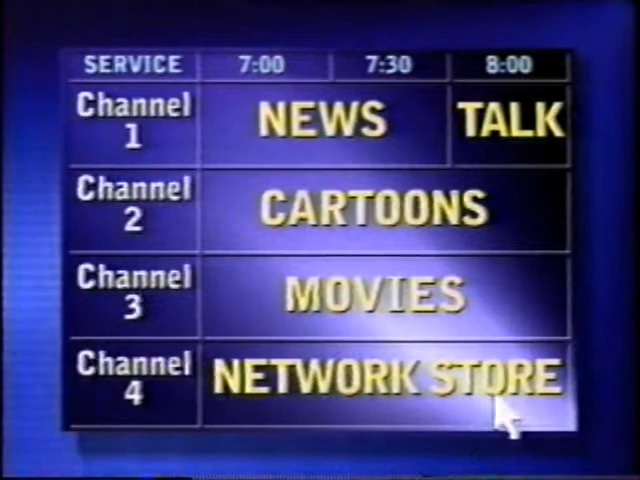 SERVICE 7:00 7:30 8:00
Channel
1
NEWS TALK
Channel
2
CARTOONS
Channel
3
MOVIES
Channel
4
NETWORK STORE